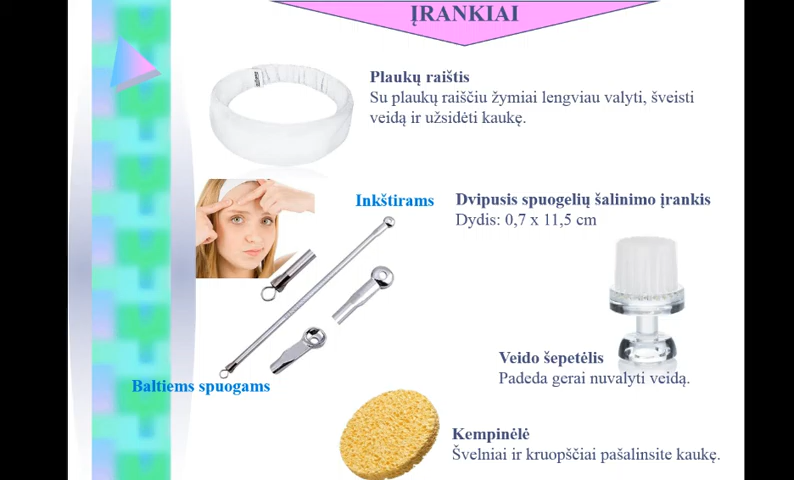 ĮRANKIAI
Plaukų raištis
Su plaukų raiščiu žymiai lengviau valyti, šveisti
veidą ir užsidėti kaukę.
Inkštirams
Dvipusis spuogelių šalinimo įrankis
Dydis: 0,7 x 11,5 cm
Veido šepetėlis
Padeda gerai nuvalyti veidą.
Baltiems spuogams
Kempinėlė
Švelniai ir kruopščiai pašalinsite kaukę.